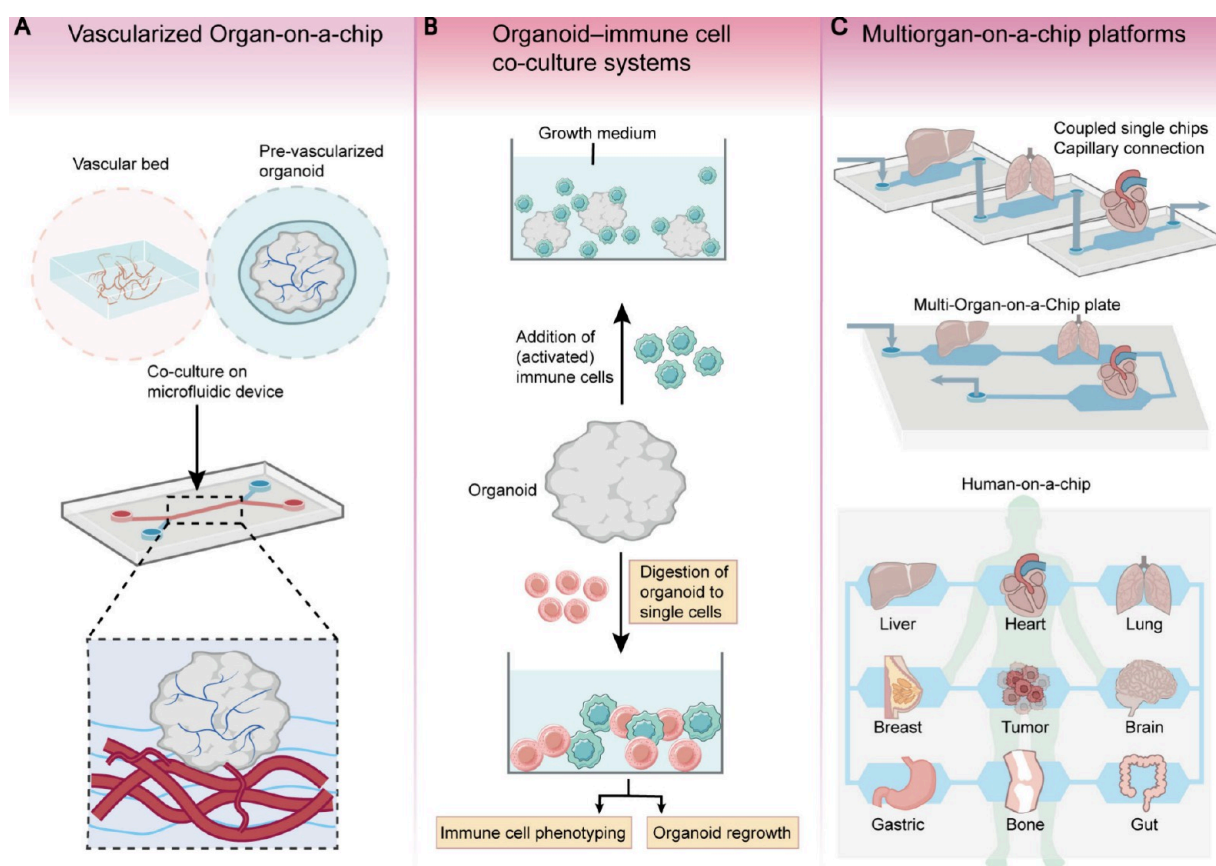 A
Vascularized Organ-on-a-chip
Vascular bed
Pre-vascularized
organoid
Co-culture on
microfluidic device
B
Organoid–immune cell
co-culture systems
Growth medium
Addition of
(activated)
immune cells
Organoid
Digestion of
organoid to
single cells
Immune cell phenotyping
Organoid regrowth
C
Multiorgan-on-a-chip platforms
Coupled single chips
Capillary connection
Multi-Organ-on-a-Chip plate
Human-on-a-chip
Liver
Heart
Lung
Breast
Tumor
Brain
Gastric
Bone
Gut